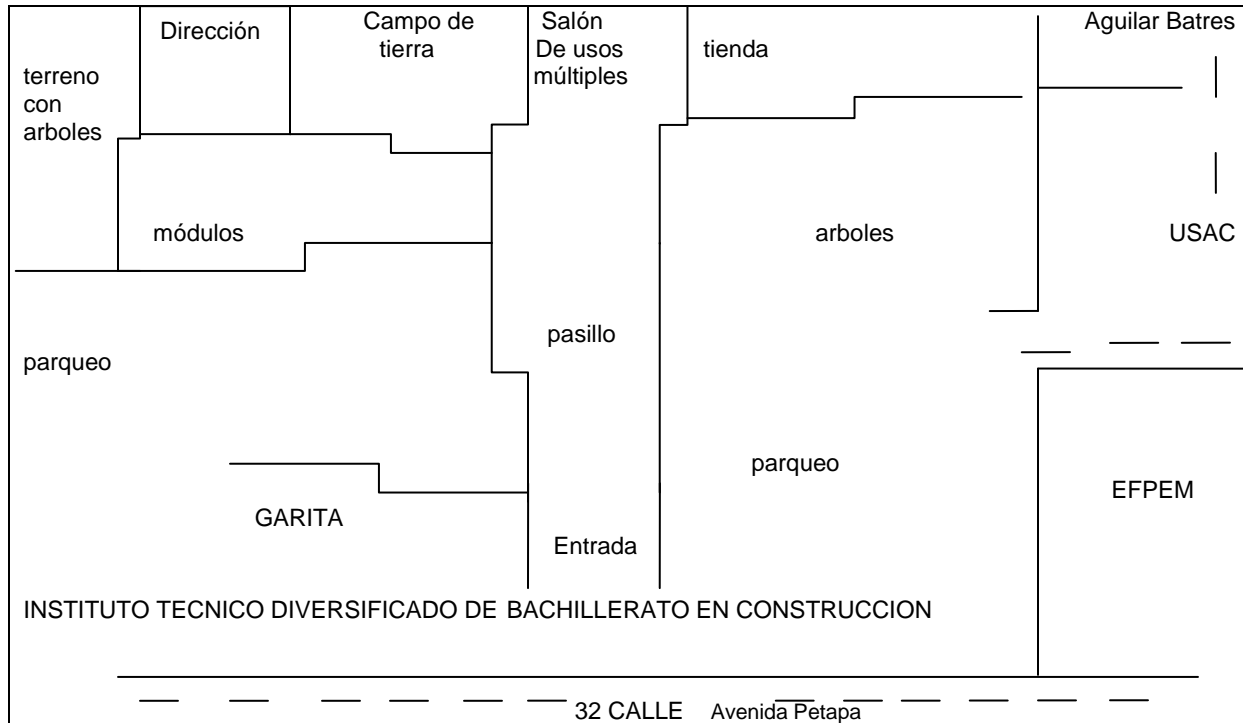 Dirección
Campo de
tierra
Salón
De usos
múltiples
tienda
Aguilar Batres
terreno
con
arboles
módulos
arboles
USAC
pasillo
parqueo
parqueo
EFPEM
GARITA
Entrada
INSTITUTO TECNICO DIVERSIFICADO DE BACHILLERATO EN CONSTRUCCION
32 CALLE Avenida Petapa